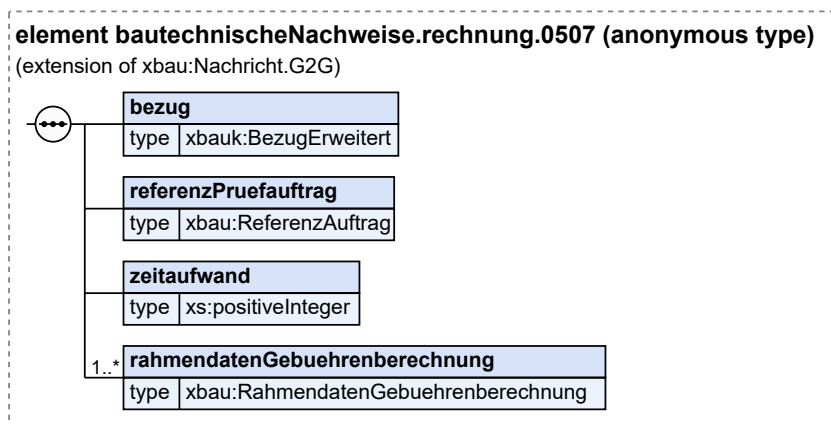 element bautechnischeNachweise.rechnung.0507 (anonymous type)
(extension of xbau:Nachricht.G2G)
bezug
type xbauk:BezugErweitert
referenzPruefauftrag
type xbau:ReferenzAuftrag
zeitaufwand
type xs:positiveInteger
1..* rahmendatenGebuehrenberechnung
type xbau:RahmendatenGebuehrenberechnung